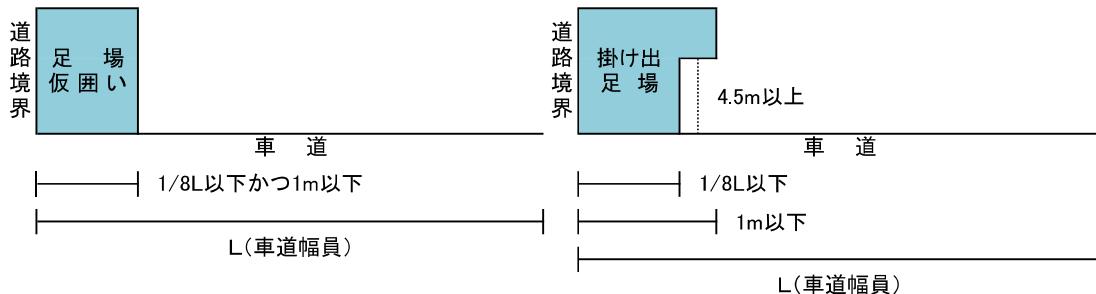 道路境界
足　場
仮囲い
車　道
1/8L以下かつ1m以下
L(車道幅員)
道路境界
掛け出
足　場
4.5m以上
車　道
1/8L以下
1m以下
L(車道幅員)